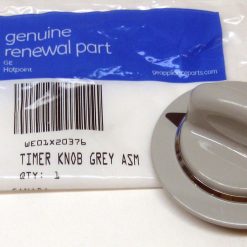 genuine
renewal part
GE
Hotpoint
WE01X20376
TIMER KNOB GREY ASM
QTY: 1